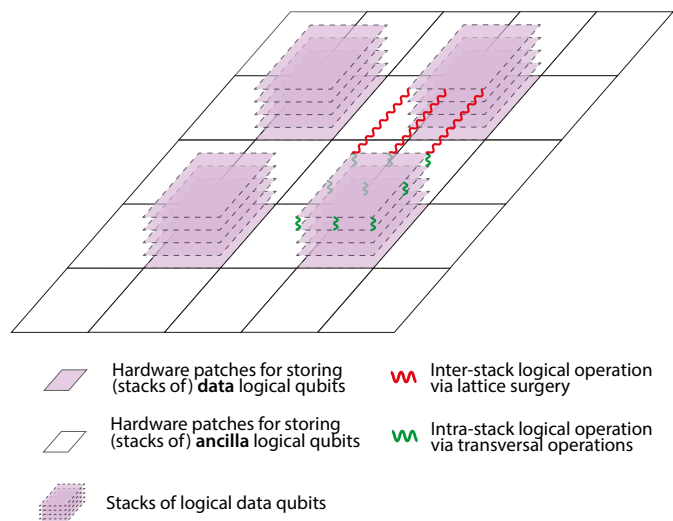 Hardware patches for storing
(stacks of) data logical qubits
Inter-stack logical operation
via lattice surgery
Hardware patches for storing
(stacks of) ancilla logical qubits
Intra-stack logical operation
via transversal operations
Stacks of logical data qubits